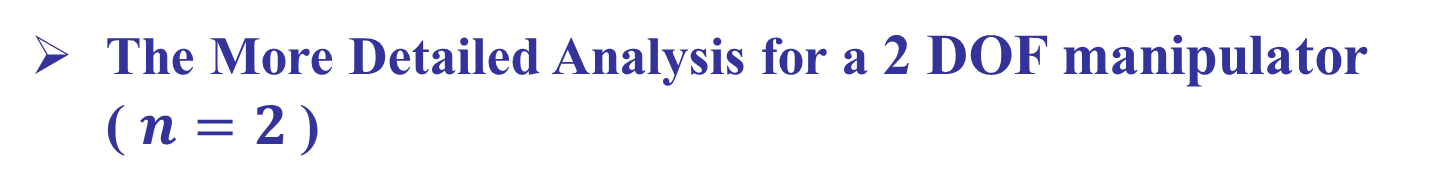 ➢ The More Detailed Analysis for a 2 DOF manipulator
( n = 2 )